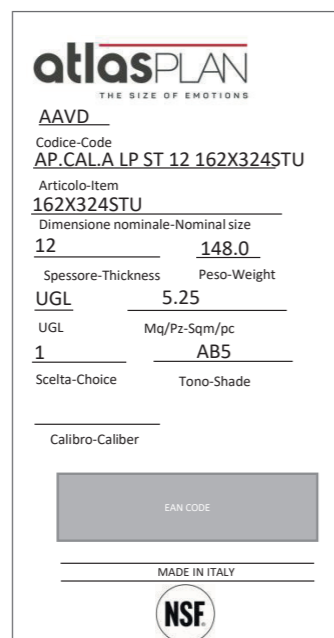 atlasPLAN
THE SIZE OF EMOTIONS
AAVD
Codice-Code
AP.CAL.A LP ST 12 162X324STU
Articolo-Item
162X324STU
Dimensione nominale-Nominal size
12 148.0
Spessore-Thickness Peso-Weight
UGL 5.25
UGL Mq/Pz-Sqm/pc
1 AB5
Scelta-Choice Tono-Shade
Calibro-Caliber
EAN CODE
MADE IN ITALY
NSF.